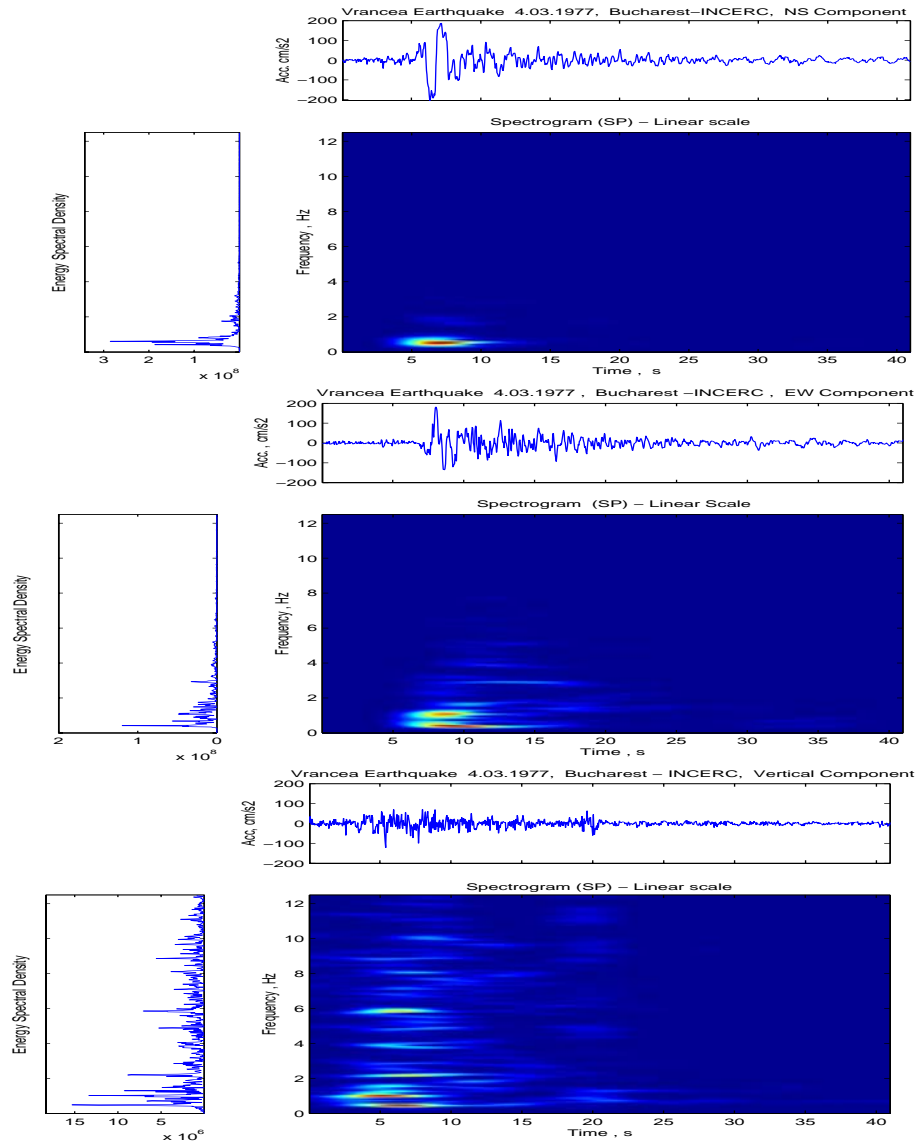 Vrancea Earthquake 4.03.1977, Bucharest−INCERC, NS Component
200
100
0
−100
−200
Acc. cm/s2
Spectrogram (SP) − Linear scale
12
10
8
6
4
2
0
Frequency , Hz
Energy Spectral Density
3 2 1 0
x 10^8
5 10 15 20 25 30 35 40
Time , s
Vrancea Earthquake 4.03.1977 , Bucharest −INCERC , EW Component
200
100
0
−100
−200
Acc. , cm/s2
Spectrogram (SP) − Linear Scale
12
10
8
6
4
2
0
Frequency , Hz
Energy Spectral Density
2 1 0
x 10^8
5 10 15 20 25 30 35 40
Time , s
Vrancea Earthquake 4.03.1977, Bucharest − INCERC, Vertical Component
200
100
0
−100
−200
Acc, cm/s2
Spectrogram (SP) − Linear scale
12
10
8
6
4
2
0
Frequency , Hz
Energy Spectral Density
15 10 5
x 10^6
5 10 15 20 25 30 35 40
Time , s